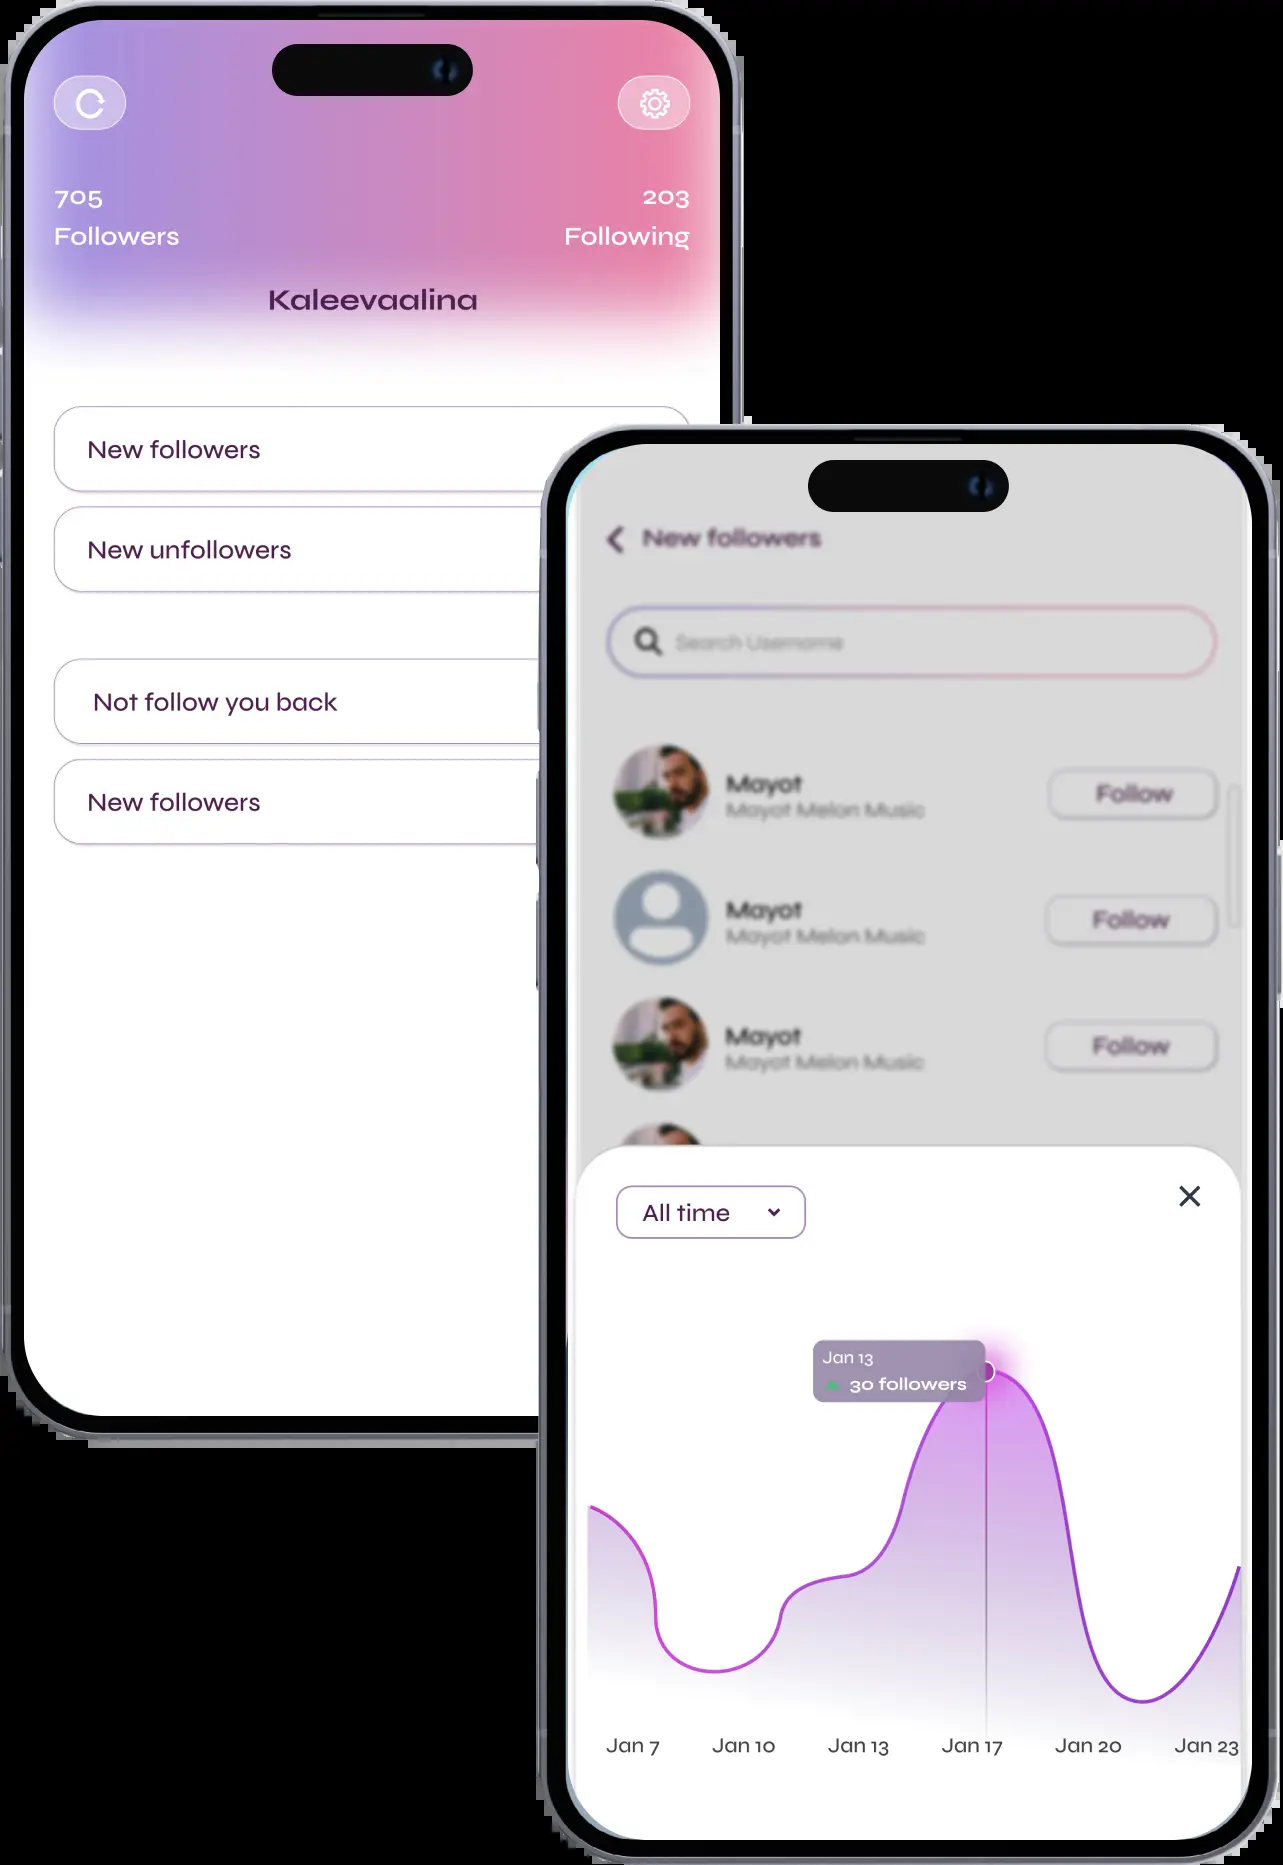 705
203
Followers
Following
Kaleevaalina
New followers
New unfollowers
Not follow you back
New followers
New followers
Search Username
Mayot
Mayot Melon Music
Follow
Mayot
Mayot Melon Music
Follow
Mayot
Mayot Melon Music
Follow
All time
Jan 13
30 followers
Jan 7
Jan 10
Jan 13
Jan 17
Jan 20
Jan 23